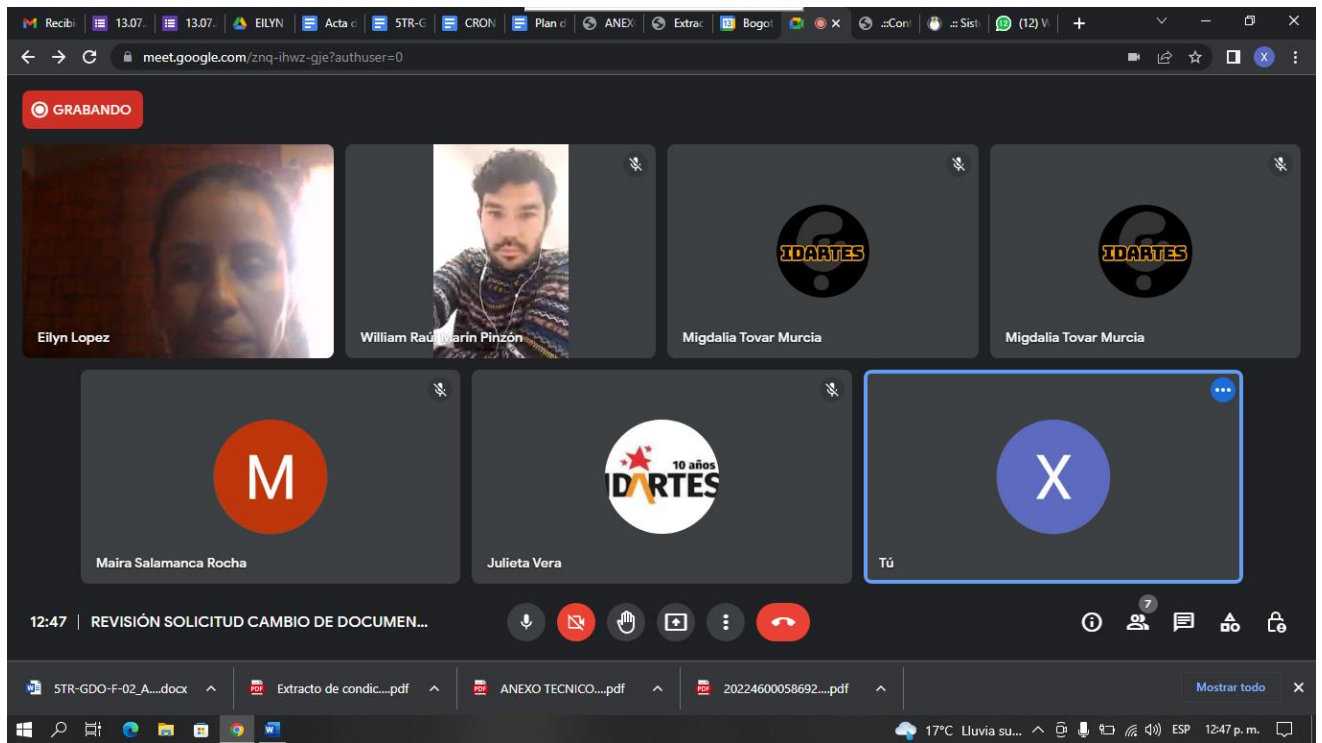 Recibi 13.07.. 13.07.. EILYN Acta d 5TR-G CRON Plan d ANEX Extrac Bogot .::Cont .:: Sist (12) W
meet.google.com/znq-ihwz-gje?authuser=0 X
GRABANDO
IDARTES IDARTES
Eilyn Lopez William Raúl Marín Pinzón Migdalia Tovar Murcia Migdalia Tovar Murcia
10 años
M IDARTES X
Maira Salamanca Rocha Julieta Vera Tú
12:47 | REVISIÓN SOLICITUD CAMBIO DE DOCUMEN... 7
5TR-GDO-F-02_A....docx Extracto de condic....pdf ANEXO TECNICO....pdf 20224600058692....pdf Mostrar todo
17°C Lluvia su... ESP 12:47 p. m.